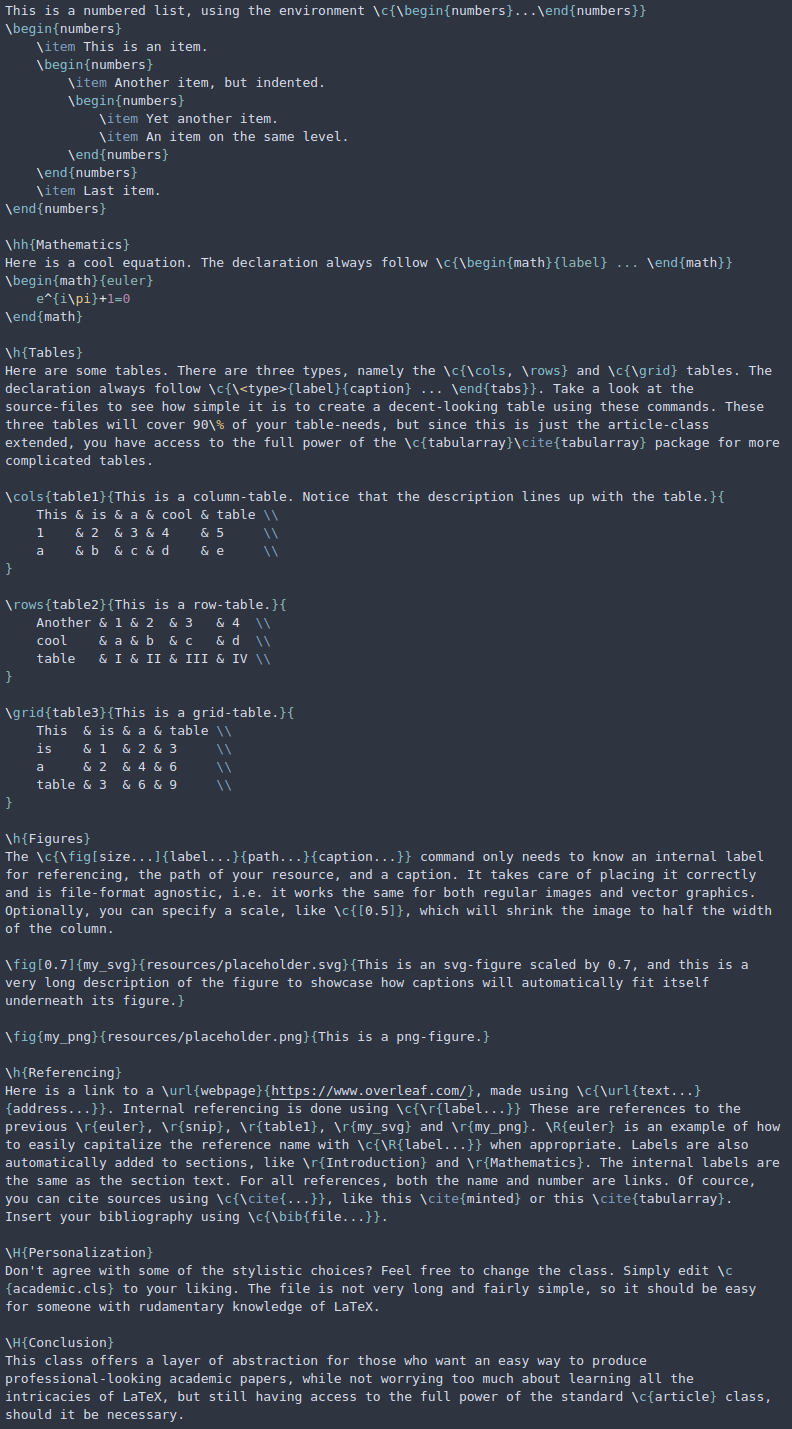 This is a numbered list, using the environment \c{\begin{numbers}...\end{numbers}}
\begin{numbers}
    \item This is an item.
    \begin{numbers}
        \item Another item, but indented.
        \begin{numbers}
            \item Yet another item.
            \item An item on the same level.
        \end{numbers}
    \end{numbers}
    \item Last item.
\end{numbers}

\hh{Mathematics}
Here is a cool equation. The declaration always follow \c{\begin{math}{label} ... \end{math}}
\begin{math}{euler}
    e^{i\pi}+1=0
\end{math}

\h{Tables}
Here are some tables. There are three types, namely the \c{\cols, \rows} and \c{\grid} tables. The
declaration always follow \c{\<type>{label}{caption} ... \end{tabs}}. Take a look at the
source-files to see how simple it is to create a decent-looking table using these commands. These
three tables will cover 90\% of your table-needs, but since this is just the article-class
extended, you have access to the full power of the \c{tabularray}\cite{tabularray} package for more
complicated tables.

\cols{table1}{This is a column-table. Notice that the description lines up with the table.}{
    This & is & a & cool & table \\
    1    & 2  & 3 & 4    & 5     \\
    a    & b  & c & d    & e     \\
}

\rows{table2}{This is a row-table.}{
    Another & 1 & 2  & 3   & 4  \\
    cool    & a & b  & c   & d  \\
    table   & I & II & III & IV \\
}

\grid{table3}{This is a grid-table.}{
    This  & is & a & table \\
    is    & 1  & 2 & 3     \\
    a     & 2  & 4 & 6     \\
    table & 3  & 6 & 9     \\
}

\h{Figures}
The \c{\fig[size...]{label...}{path...}{caption...}} command only needs to know an internal label
for referencing, the path of your resource, and a caption. It takes care of placing it correctly
and is file-format agnostic, i.e. it works the same for both regular images and vector graphics.
Optionally, you can specify a scale, like \c{[0.5]}, which will shrink the image to half the width
of the column.

\fig[0.7]{my_svg}{resources/placeholder.svg}{This is an svg-figure scaled by 0.7, and this is a
very long description of the figure to showcase how captions will automatically fit itself
underneath its figure.}

\fig{my_png}{resources/placeholder.png}{This is a png-figure.}

\h{Referencing}
Here is a link to a \url{webpage}{https://www.overleaf.com/}, made using \c{\url{text...}
{address...}}. Internal referencing is done using \c{\r{label...}} These are references to the
previous \r{euler}, \r{snip}, \r{table1}, \r{my_svg} and \r{my_png}. \R{euler} is an example of how
to easily capitalize the reference name with \c{\R{label...}} when appropriate. Labels are also
automatically added to sections, like \r{Introduction} and \r{Mathematics}. The internal labels are
the same as the section text. For all references, both the name and number are links. Of cource,
you can cite sources using \c{\cite{...}}, like this \cite{minted} or this \cite{tabularray}.
Insert your bibliography using \c{\bib{file...}}.

\H{Personalization}
Don't agree with some of the stylistic choices? Feel free to change the class. Simply edit \c
{academic.cls} to your liking. The file is not very long and fairly simple, so it should be easy
for someone with rudamentary knowledge of LaTeX.

\H{Conclusion}
This class offers a layer of abstraction for those who want an easy way to produce
professional-looking academic papers, while not worrying too much about learning all the
intricacies of LaTeX, but still having access to the full power of the standard \c{article} class,
should it be necessary.